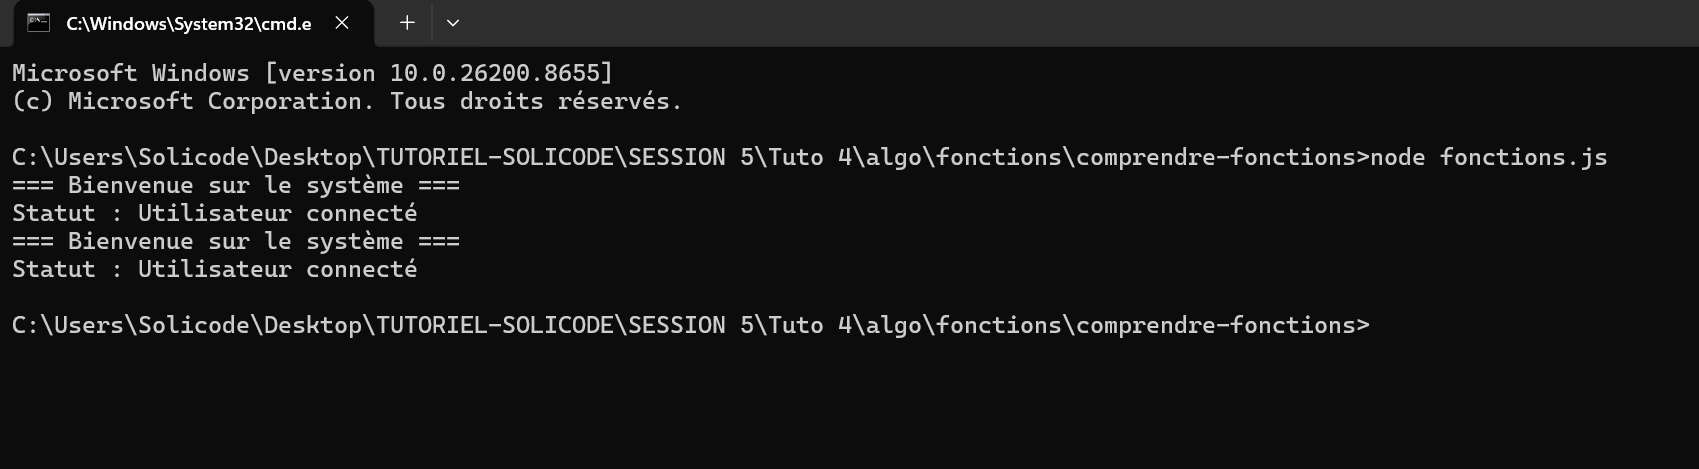 C:\Windows\System32\cmd.e
Microsoft Windows [version 10.0.26200.8655]
(c) Microsoft Corporation. Tous droits réservés.
C:\Users\Solicode\Desktop\TUTORIEL-SOLICODE\SESSION 5\Tuto 4\algo\fonctions\comprendre-fonctions>node fonctions.js
=== Bienvenue sur le système ===
Statut : Utilisateur connecté
=== Bienvenue sur le système ===
Statut : Utilisateur connecté
C:\Users\Solicode\Desktop\TUTORIEL-SOLICODE\SESSION 5\Tuto 4\algo\fonctions\comprendre-fonctions>